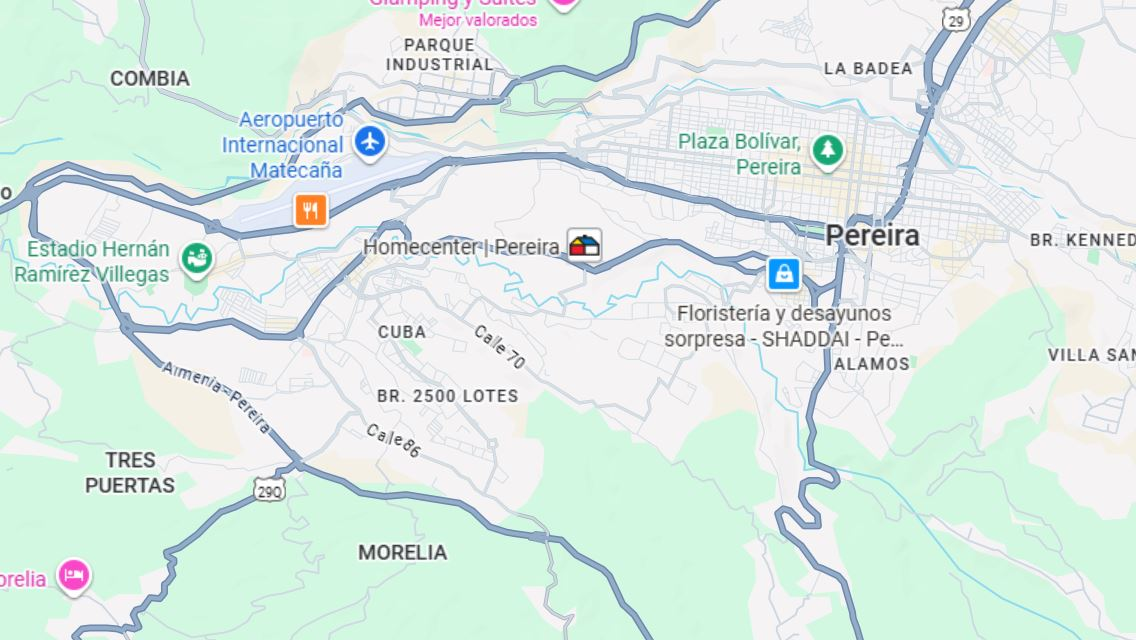 Glamping y Suites
Mejor valorados
29
PARQUE
INDUSTRIAL
LA BADEA
COMBIA
Aeropuerto
Internacional
Matecaña
Plaza Bolívar,
Pereira
o
Pereira
BR. KENNED
Estadio Hernán
Ramírez Villegas
Homecenter | Pereira
Floristería y desayunos
sorpresa - SHADDAI - Pe...
CUBA
Calle 70
ALAMOS
VILLA SAN
Armenia - Pereira
BR. 2500 LOTES
Calle 86
TRES
PUERTAS
29Q
MORELIA
orelia